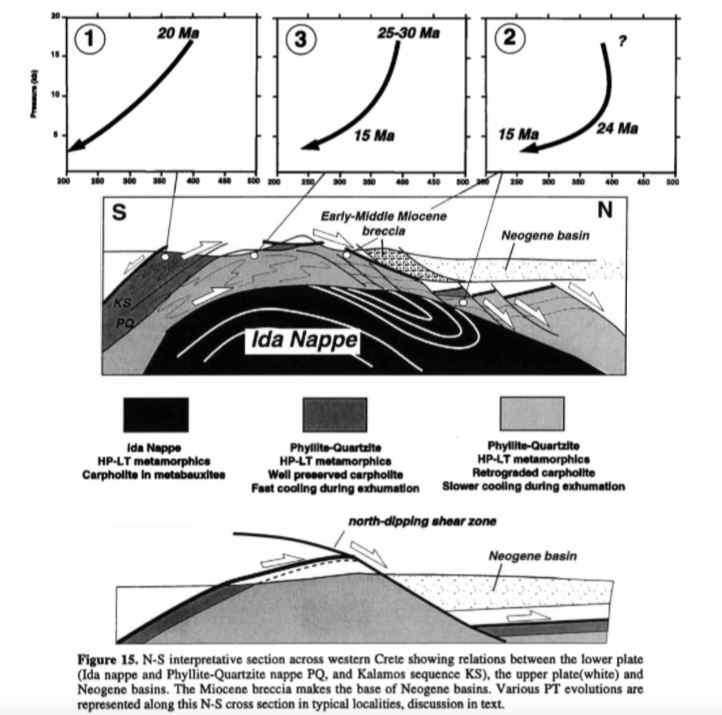 1
20 Ma
3
25-30 Ma
15 Ma
2
?
24 Ma
15 Ma
Pressure (kb)
20
15
10
5
200 250 300 350 400 450 500
200 250 300 350 400 450 500
250 300 350 400 450 500
S
N
Early-Middle Miocene
breccia
Neogene basin
KS
PQ
Ida Nappe
Ida Nappe
HP-LT metamorphics
Carpholite in metabauxites
Phyllite-Quartzite
HP-LT metamorphics
Well preserved carpholite
Fast cooling during exhumation
Phyllite-Quartzite
HP-LT metamorphics
Retrograded carpholite
Slower cooling during exhumation
north-dipping shear zone
Neogene basin
Figure 15. N-S interpretative section across western Crete showing relations between the lower plate
(Ida nappe and Phyllite-Quartzite nappe PQ, and Kalamos sequence KS), the upper plate(white) and
Neogene basins. The Miocene breccia makes the base of Neogene basins. Various PT evolutions are
represented along this N-S cross section in typical localities, discussion in text.